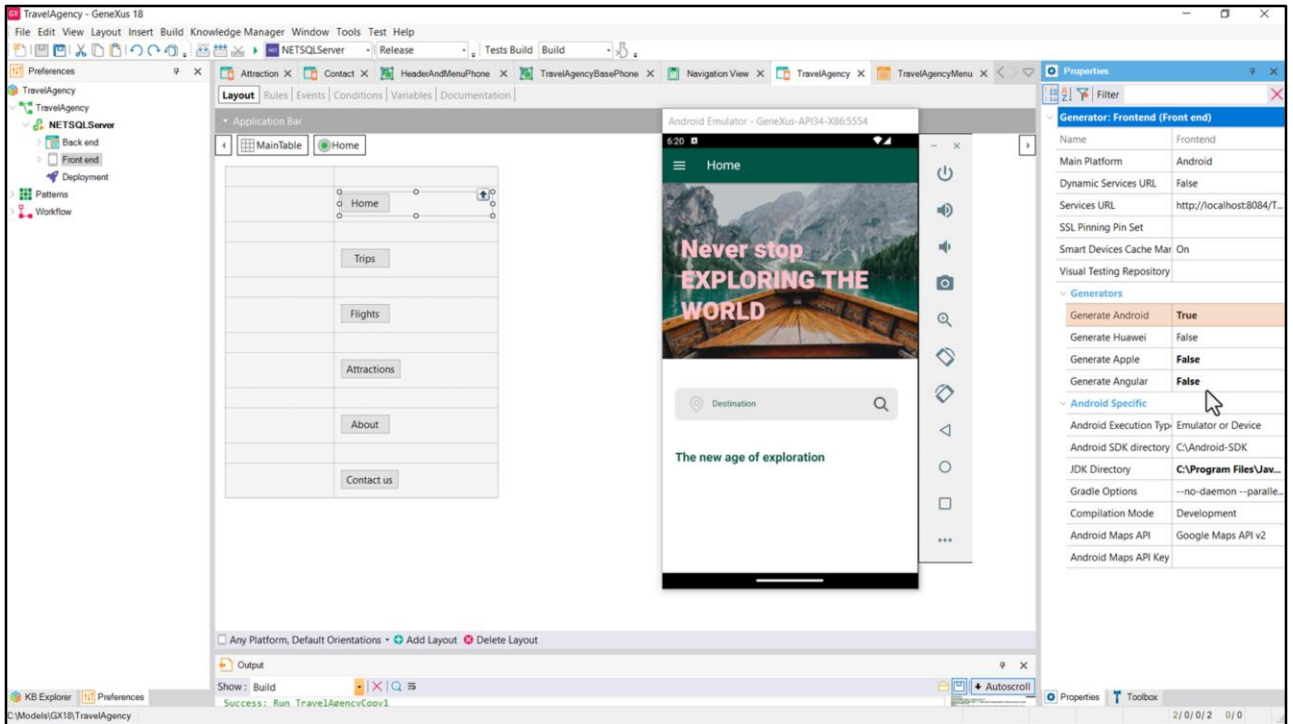 TravelAgency - GeneXus 18
File Edit View Layout Insert Build Knowledge Manager Window Tools Test Help
NETSQLServer Release Tests Build Build
Preferences
TravelAgency
TravelAgency
NETSQLServer
Back end
Front end
Deployment
Patterns
Workflow
KB Explorer Preferences
Attraction X Contact X HeaderAndMenuPhone X TravelAgencyBasePhone X Navigation View X TravelAgency X TravelAgencyMenu X
Layout Rules Events Conditions Variables Documentation
Application Bar
MainTable Home
Home
Trips
Flights
Attractions
About
Contact us
Android Emulator - GeneXus-API34-X86:5554
6:20
Home
Never stop
EXPLORING THE
WORLD
Destination
The new age of exploration
Any Platform, Default Orientations Add Layout Delete Layout
Output
Show: Build Autoscroll
Success: Run TravelAgencyCopy1
Properties
Filter
Generator: Frontend (Front end)
Name Frontend
Main Platform Android
Dynamic Services URL False
Services URL http://localhost:8084/T...
SSL Pinning Pin Set
Smart Devices Cache Mar On
Visual Testing Repository
Generators
Generate Android True
Generate Huawei False
Generate Apple False
Generate Angular False
Android Specific
Android Execution Typ Emulator or Device
Android SDK directory C:\Android-SDK
JDK Directory C:\Program Files\Jav...
Gradle Options --no-daemon --paralle...
Compilation Mode Development
Android Maps API Google Maps API v2
Android Maps API Key
Properties Toolbox
C:\Models\GX18\TravelAgency 2/0/0/2 0/0